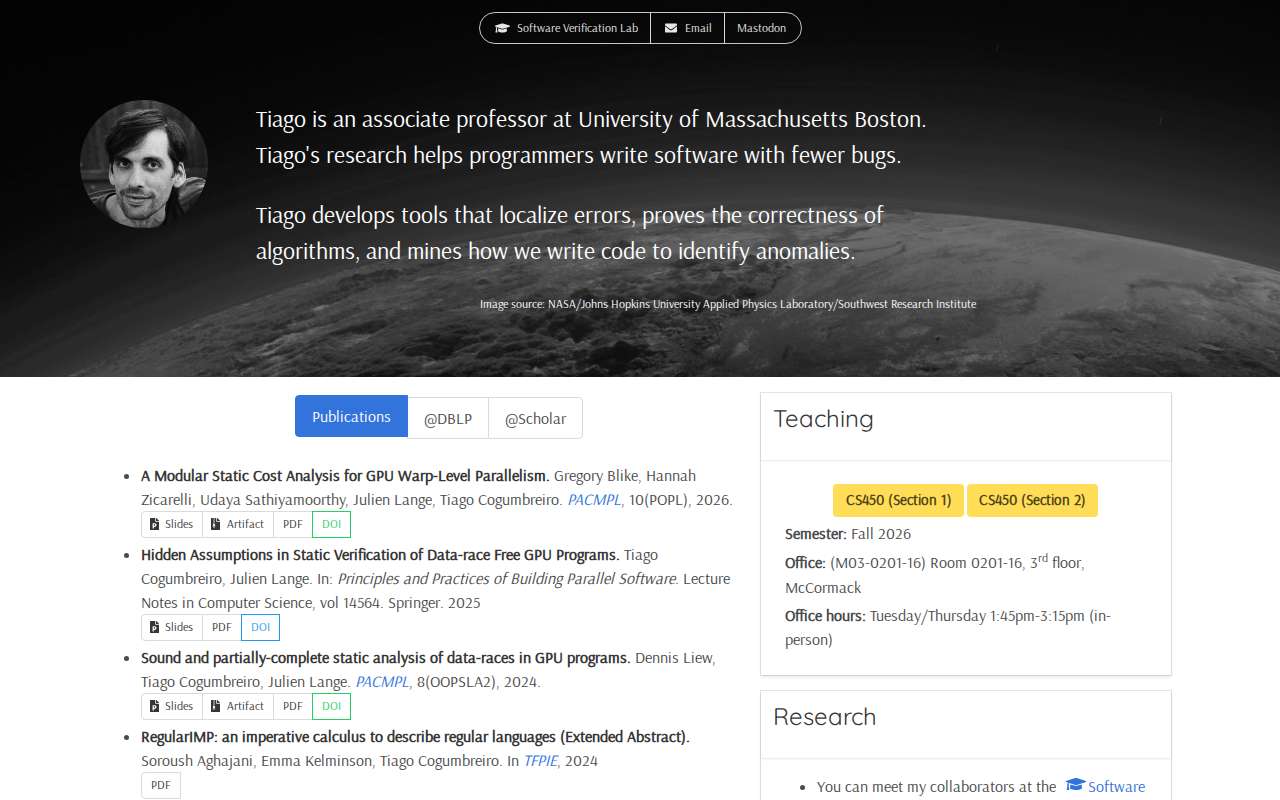 Software Verification Lab
Email
Mastodon
Tiago is an associate professor at University of Massachusetts Boston.
Tiago's research helps programmers write software with fewer bugs.
Tiago develops tools that localize errors, proves the correctness of
algorithms, and mines how we write code to identify anomalies.
Image source: NASA/Johns Hopkins University Applied Physics Laboratory/Southwest Research Institute
Publications
@DBLP
@Scholar
A Modular Static Cost Analysis for GPU Warp-Level Parallelism. Gregory Blike, Hannah
Zicarelli, Udaya Sathiyamoorthy, Julien Lange, Tiago Cogumbreiro. PACMPL, 10(POPL), 2026.
Slides Artifact PDF DOI
Hidden Assumptions in Static Verification of Data-race Free GPU Programs. Tiago
Cogumbreiro, Julien Lange. In: Principles and Practices of Building Parallel Software. Lecture
Notes in Computer Science, vol 14564. Springer. 2025
Slides PDF DOI
Sound and partially-complete static analysis of data-races in GPU programs. Dennis Liew,
Tiago Cogumbreiro, Julien Lange. PACMPL, 8(OOPSLA2), 2024.
Slides Artifact PDF DOI
RegularIMP: an imperative calculus to describe regular languages (Extended Abstract).
Soroush Aghajani, Emma Kelminson, Tiago Cogumbreiro. In TFPIE, 2024
PDF
Teaching
CS450 (Section 1) CS450 (Section 2)
Semester: Fall 2026
Office: (M03-0201-16) Room 0201-16, 3rd floor,
McCormack
Office hours: Tuesday/Thursday 1:45pm-3:15pm (in-
person)
Research
You can meet my collaborators at the Software